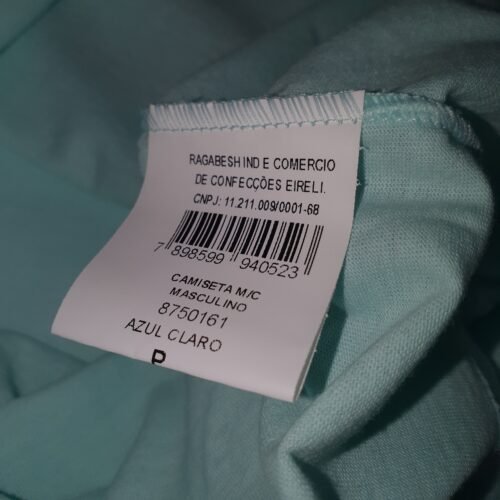 RAGABESH IND E COMERCIO
DE CONFECÇÕES EIRELI.
CNPJ: 11.211.009/0001-68
7 898599 940523
CAMISETA M/C
MASCULINO
8750161
AZUL CLARO
P